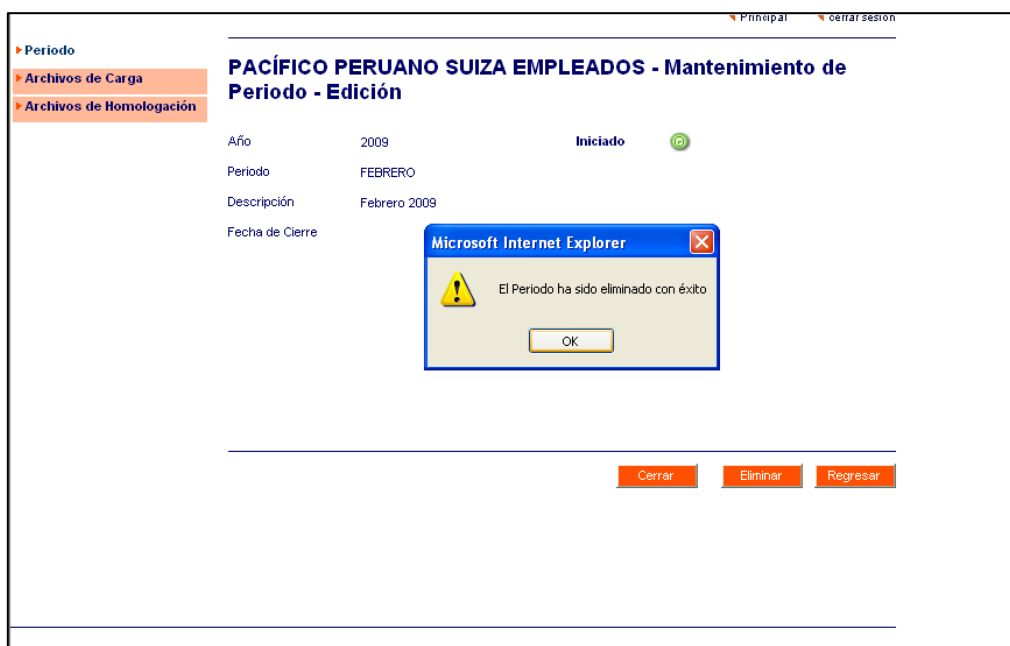 Principal cerrar sesion
Periodo
Archivos de Carga
Archivos de Homologación
PACÍFICO PERUANO SUIZA EMPLEADOS - Mantenimiento de
Periodo - Edición
Año 2009 Iniciado
Periodo FEBRERO
Descripción Febrero 2009
Fecha de Cierre
Microsoft Internet Explorer
El Periodo ha sido eliminado con éxito
OK
Cerrar Eliminar Regresar